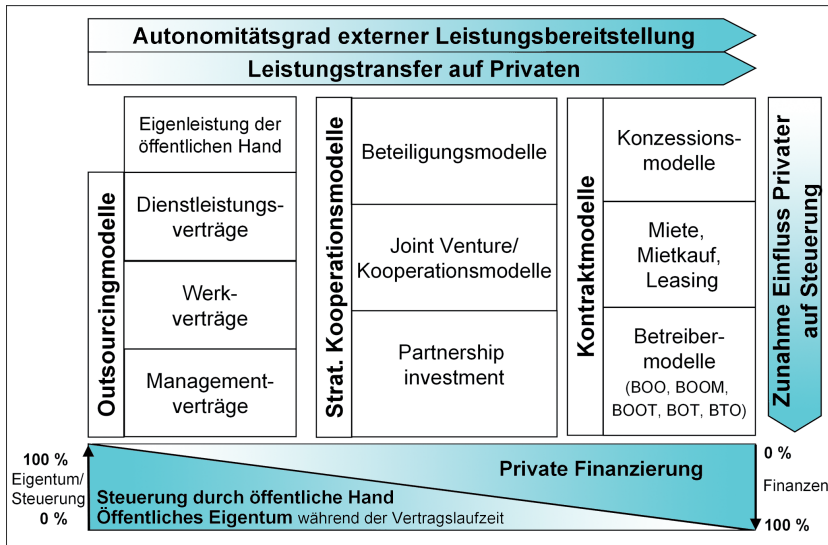 Autonomitätsgrad externer Leistungsbereitstellung
Leistungstransfer auf Privaten
Outsourcingmodelle
Eigenleistung der
öffentlichen Hand
Dienstleistungs-
verträge
Werk-
verträge
Management-
verträge
Strat. Kooperationsmodelle
Beteiligungsmodelle
Joint Venture/
Kooperationsmodelle
Partnership
investment
Kontraktmodelle
Konzessions-
modelle
Miete,
Mietkauf,
Leasing
Betreiber-
modelle
(BOO, BOOM,
BOOT, BOT, BTO)
Zunahme Einfluss Privater
auf Steuerung
100 %
Eigentum/
Steuerung
0 %
Private Finanzierung
Steuerung durch öffentliche Hand
Öffentliches Eigentum während der Vertragslaufzeit
0 %
Finanzen
100 %